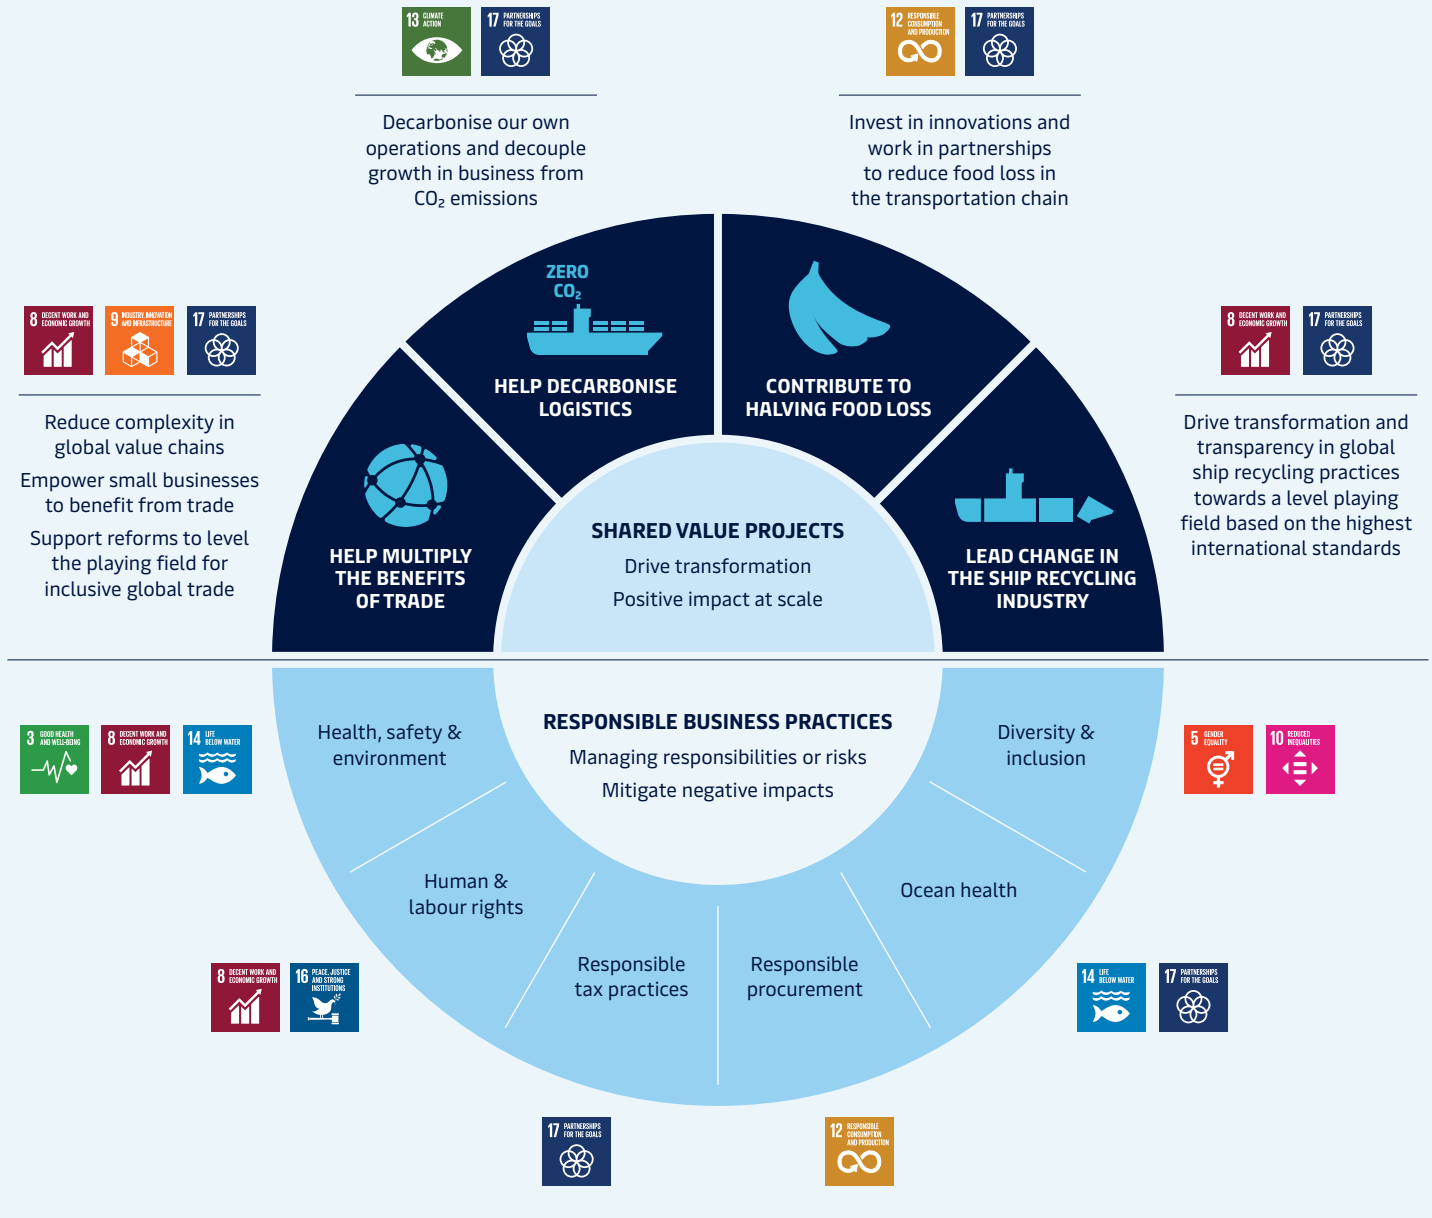 13 CLIMATE
ACTION
17 PARTNERSHIPS
FOR THE GOALS
Decarbonise our own
operations and decouple
growth in business from
CO₂ emissions
12 RESPONSIBLE
CONSUMPTION
AND PRODUCTION
17 PARTNERSHIPS
FOR THE GOALS
Invest in innovations and
work in partnerships
to reduce food loss in
the transportation chain
8 DECENT WORK AND
ECONOMIC GROWTH
9 INDUSTRY, INNOVATION
AND INFRASTRUCTURE
17 PARTNERSHIPS
FOR THE GOALS
Reduce complexity in
global value chains
Empower small businesses
to benefit from trade
Support reforms to level
the playing field for
inclusive global trade
ZERO
CO₂
HELP DECARBONISE
LOGISTICS
CONTRIBUTE TO
HALVING FOOD LOSS
HELP MULTIPLY
THE BENEFITS
OF TRADE
LEAD CHANGE IN
THE SHIP RECYCLING
INDUSTRY
8 DECENT WORK AND
ECONOMIC GROWTH
17 PARTNERSHIPS
FOR THE GOALS
Drive transformation and
transparency in global
ship recycling practices
towards a level playing
field based on the highest
international standards
SHARED VALUE PROJECTS
Drive transformation
Positive impact at scale
RESPONSIBLE BUSINESS PRACTICES
Managing responsibilities or risks
Mitigate negative impacts
3 GOOD HEALTH
AND WELL-BEING
8 DECENT WORK AND
ECONOMIC GROWTH
14 LIFE
BELOW WATER
Health, safety &
environment
Diversity &
inclusion
5 GENDER
EQUALITY
10 REDUCED
INEQUALITIES
Human &
labour rights
Ocean health
Responsible
tax practices
Responsible
procurement
8 DECENT WORK AND
ECONOMIC GROWTH
16 PEACE, JUSTICE
AND STRONG
INSTITUTIONS
14 LIFE
BELOW WATER
17 PARTNERSHIPS
FOR THE GOALS
17 PARTNERSHIPS
FOR THE GOALS
12 RESPONSIBLE
CONSUMPTION
AND PRODUCTION